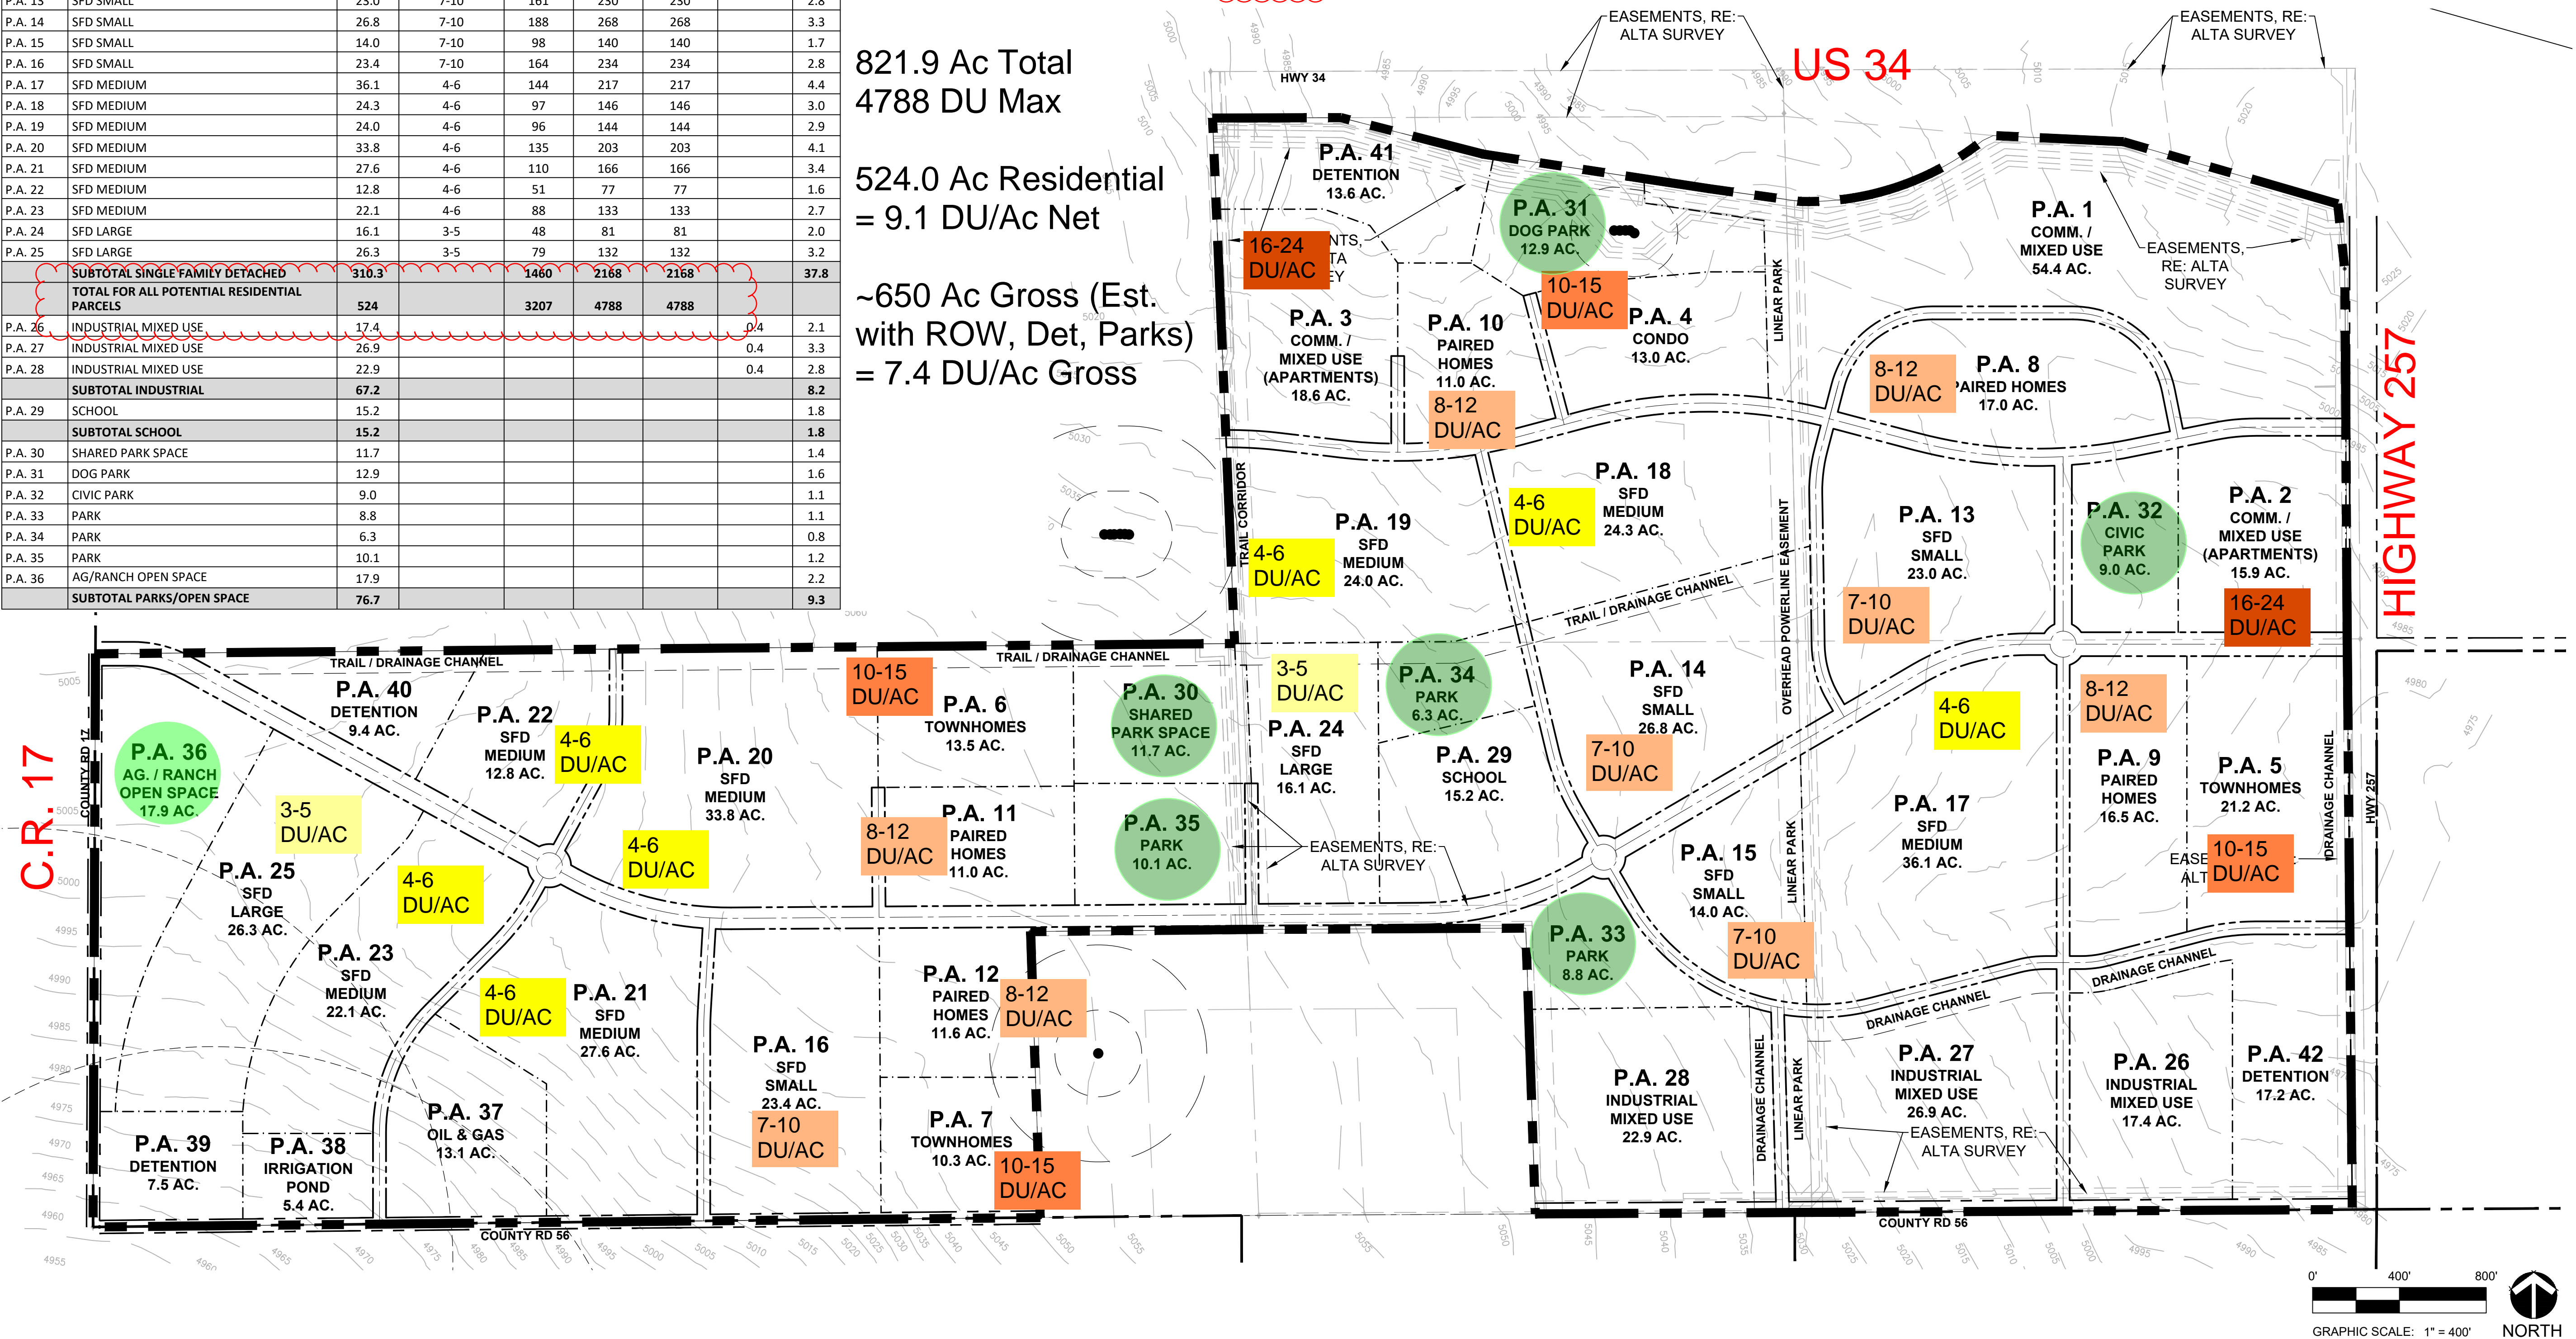 P.A. 13 SFD SMALL 23.0 7-10 161 230 230 2.8
P.A. 14 SFD SMALL 26.8 7-10 188 268 268 3.3
P.A. 15 SFD SMALL 14.0 7-10 98 140 140 1.7
P.A. 16 SFD SMALL 23.4 7-10 164 234 234 2.8
P.A. 17 SFD MEDIUM 36.1 4-6 144 217 217 4.4
P.A. 18 SFD MEDIUM 24.3 4-6 97 146 146 3.0
P.A. 19 SFD MEDIUM 24.0 4-6 96 144 144 2.9
P.A. 20 SFD MEDIUM 33.8 4-6 135 203 203 4.1
P.A. 21 SFD MEDIUM 27.6 4-6 110 166 166 3.4
P.A. 22 SFD MEDIUM 12.8 4-6 51 77 77 1.6
P.A. 23 SFD MEDIUM 22.1 4-6 88 133 133 2.7
P.A. 24 SFD LARGE 16.1 3-5 48 81 81 2.0
P.A. 25 SFD LARGE 26.3 3-5 79 132 132 3.2
SUBTOTAL SINGLE FAMILY DETACHED 310.3 1460 2168 2168 37.8
TOTAL FOR ALL POTENTIAL RESIDENTIAL
PARCELS 524 3207 4788 4788
P.A. 26 INDUSTRIAL MIXED USE 17.4 0.4 2.1
P.A. 27 INDUSTRIAL MIXED USE 26.9 0.4 3.3
P.A. 28 INDUSTRIAL MIXED USE 22.9 0.4 2.8
SUBTOTAL INDUSTRIAL 67.2 8.2
P.A. 29 SCHOOL 15.2 1.8
SUBTOTAL SCHOOL 15.2 1.8
P.A. 30 SHARED PARK SPACE 11.7 1.4
P.A. 31 DOG PARK 12.9 1.6
P.A. 32 CIVIC PARK 9.0 1.1
P.A. 33 PARK 8.8 1.1
P.A. 34 PARK 6.3 0.8
P.A. 35 PARK 10.1 1.2
P.A. 36 AG/RANCH OPEN SPACE 17.9 2.2
SUBTOTAL PARKS/OPEN SPACE 76.7 9.3
821.9 Ac Total
4788 DU Max
524.0 Ac Residential
= 9.1 DU/Ac Net
~650 Ac Gross (Est.
with ROW, Det, Parks)
= 7.4 DU/Ac Gross
EASEMENTS, RE:
ALTA SURVEY
EASEMENTS, RE:
ALTA SURVEY
US 34
HWY 34
P.A. 41
DETENTION
13.6 AC.
P.A. 31
DOG PARK
12.9 AC.
P.A. 1
COMM. /
MIXED USE
54.4 AC.
EASEMENTS,
RE: ALTA
SURVEY
16-24
DU/AC
10-15
DU/AC
P.A. 3
COMM. /
MIXED USE
(APARTMENTS)
18.6 AC.
P.A. 10
PAIRED
HOMES
11.0 AC.
8-12
DU/AC
P.A. 4
CONDO
13.0 AC.
LINEAR PARK
8-12
DU/AC
P.A. 8
PAIRED HOMES
17.0 AC.
HIGHWAY 257
TRAIL CORRIDOR
P.A. 19
SFD
MEDIUM
24.0 AC.
4-6
DU/AC
P.A. 18
SFD
MEDIUM
24.3 AC.
4-6
DU/AC
TRAIL / DRAINAGE CHANNEL
OVERHEAD POWERLINE EASEMENT
P.A. 13
SFD
SMALL
23.0 AC.
7-10
DU/AC
P.A. 32
CIVIC
PARK
9.0 AC.
P.A. 2
COMM. /
MIXED USE
(APARTMENTS)
15.9 AC.
16-24
DU/AC
C.R. 17
COUNTY RD 17
TRAIL / DRAINAGE CHANNEL
TRAIL / DRAINAGE CHANNEL
P.A. 36
AG. / RANCH
OPEN SPACE
17.9 AC.
P.A. 40
DETENTION
9.4 AC.
P.A. 22
SFD
MEDIUM
12.8 AC.
4-6
DU/AC
P.A. 20
SFD
MEDIUM
33.8 AC.
4-6
DU/AC
10-15
DU/AC
P.A. 6
TOWNHOMES
13.5 AC.
P.A. 30
SHARED
PARK SPACE
11.7 AC.
3-5
DU/AC
P.A. 24
SFD
LARGE
16.1 AC.
P.A. 34
PARK
6.3 AC.
P.A. 29
SCHOOL
15.2 AC.
P.A. 14
SFD
SMALL
26.8 AC.
7-10
DU/AC
4-6
DU/AC
P.A. 17
SFD
MEDIUM
36.1 AC.
8-12
DU/AC
P.A. 9
PAIRED
HOMES
16.5 AC.
P.A. 5
TOWNHOMES
21.2 AC.
10-15
DU/AC
DRAINAGE CHANNEL
HWY 257
3-5
DU/AC
P.A. 25
SFD
LARGE
26.3 AC.
4-6
DU/AC
P.A. 23
SFD
MEDIUM
22.1 AC.
8-12
DU/AC
P.A. 11
PAIRED
HOMES
11.0 AC.
P.A. 35
PARK
10.1 AC.
EASEMENTS, RE:
ALTA SURVEY
P.A. 15
SFD
SMALL
14.0 AC.
7-10
DU/AC
LINEAR PARK
P.A. 33
PARK
8.8 AC.
4-6
DU/AC
P.A. 21
SFD
MEDIUM
27.6 AC.
P.A. 12
PAIRED
HOMES
11.6 AC.
8-12
DU/AC
P.A. 16
SFD
SMALL
23.4 AC.
7-10
DU/AC
P.A. 7
TOWNHOMES
10.3 AC.
10-15
DU/AC
P.A. 39
DETENTION
7.5 AC.
P.A. 38
IRRIGATION
POND
5.4 AC.
P.A. 37
OIL & GAS
13.1 AC.
COUNTY RD 56
P.A. 28
INDUSTRIAL
MIXED USE
22.9 AC.
DRAINAGE CHANNEL
LINEAR PARK
DRAINAGE CHANNEL
DRAINAGE CHANNEL
P.A. 27
INDUSTRIAL
MIXED USE
26.9 AC.
EASEMENTS, RE:
ALTA SURVEY
P.A. 26
INDUSTRIAL
MIXED USE
17.4 AC.
P.A. 42
DETENTION
17.2 AC.
COUNTY RD 56
0' 400' 800'
GRAPHIC SCALE: 1" = 400'
NORTH